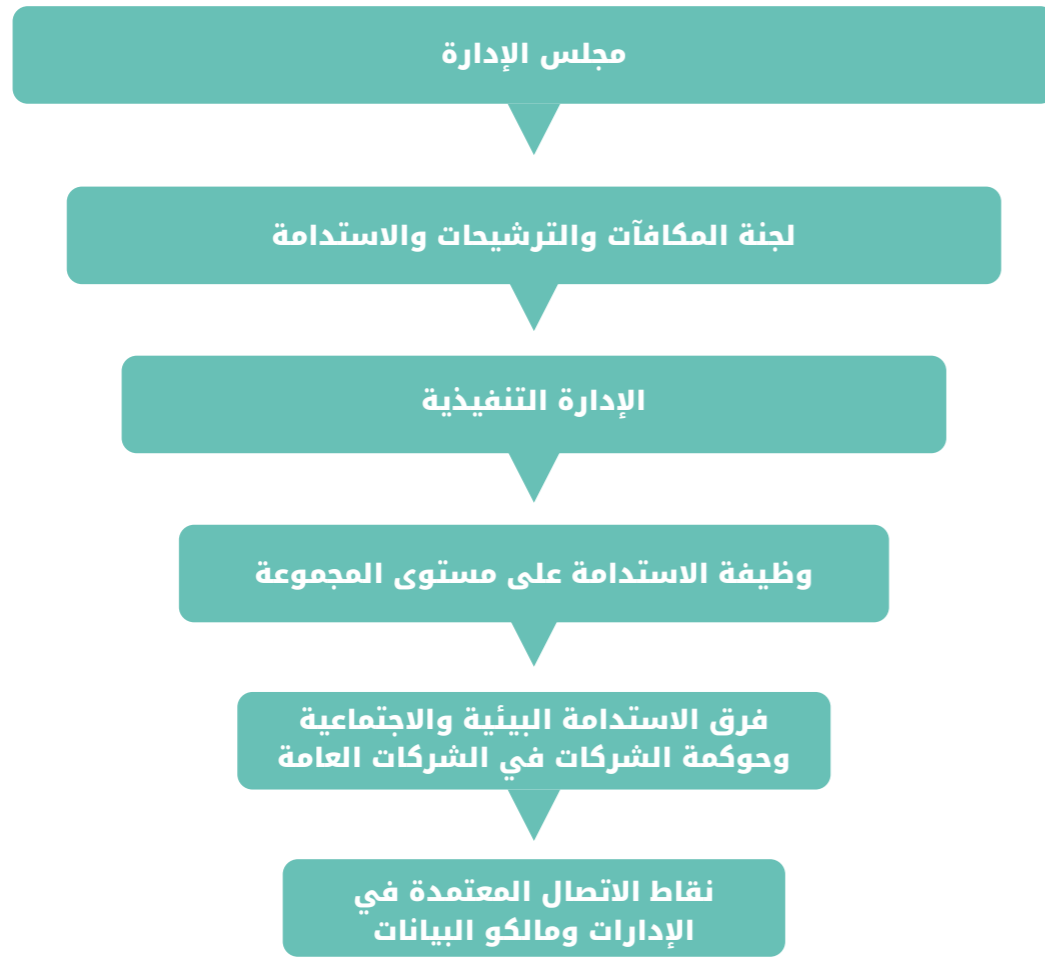 مجلس الإدارة
لجنة المكافآت والترشيحات والاستدامة
الإدارة التنفيذية
وظيفة الاستدامة على مستوى المجموعة
فرق الاستدامة البيئية والاجتماعية
وحوكمة الشركات في الشركات العامة
نقاط الاتصال المعتمدة في
الإدارات ومالكو البيانات